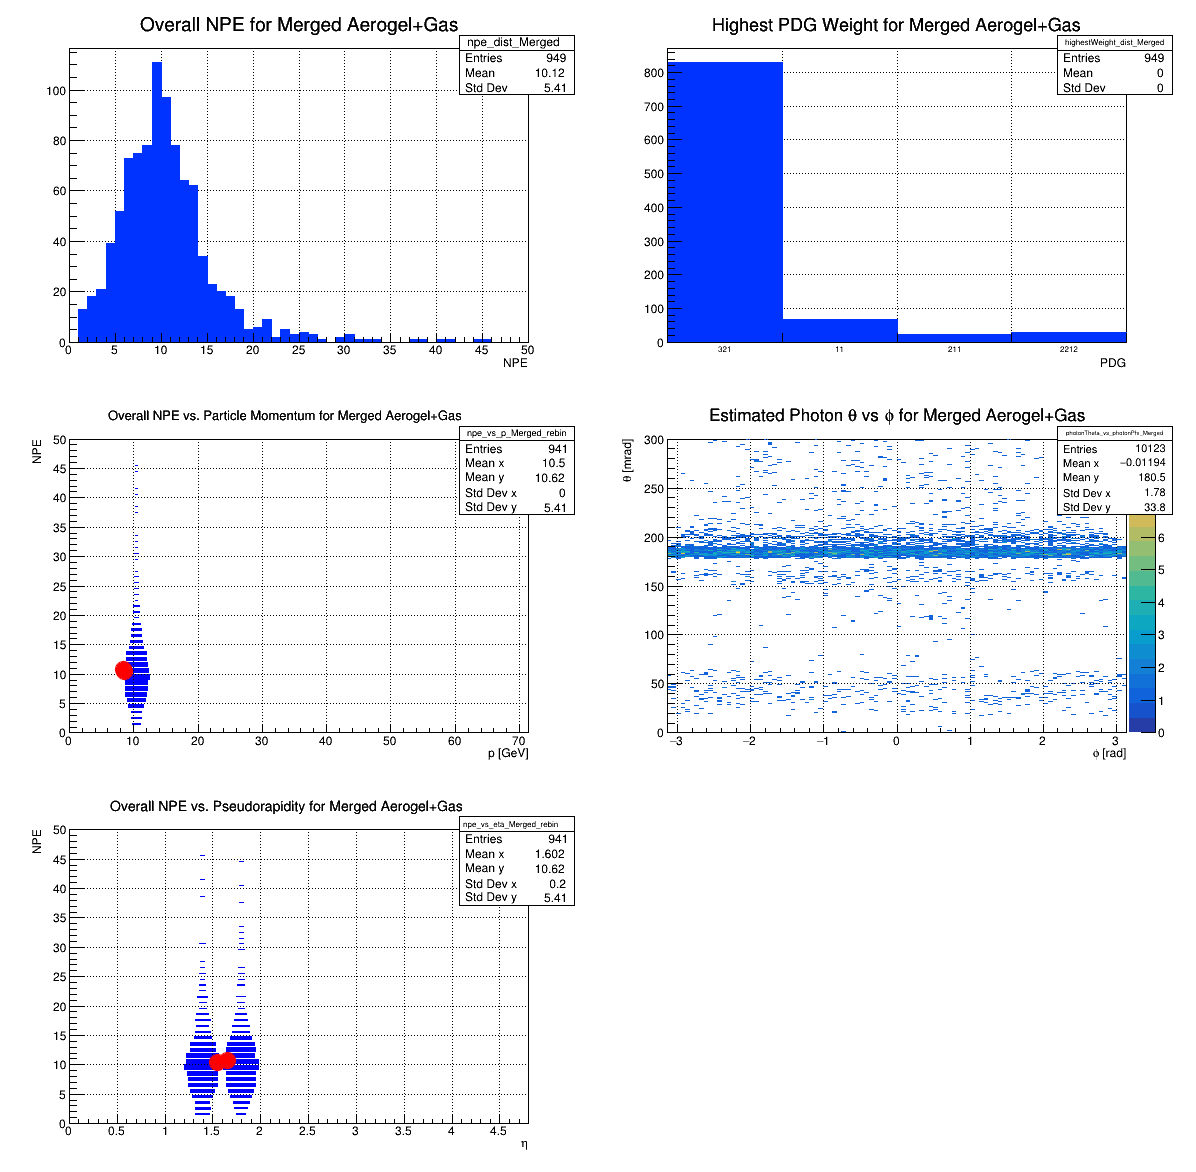 Overall NPE for Merged Aerogel+Gas
npe_dist_Merged
Entries 949
Mean 10.12
Std Dev 5.41
100
80
60
40
20
0
0 5 10 15 20 25 30 35 40 45 50
NPE
Highest PDG Weight for Merged Aerogel+Gas
highestWeight_dist_Merged
Entries 949
Mean 0
Std Dev 0
800
700
600
500
400
300
200
100
0
321 11 211 2212
PDG
Overall NPE vs. Particle Momentum for Merged Aerogel+Gas
npe_vs_p_Merged_rebin
Entries 941
Mean x 10.5
Mean y 10.62
Std Dev x 0
Std Dev y 5.41
NPE
50
45
40
35
30
25
20
15
10
5
0
0 10 20 30 40 50 60 70
p [GeV]
Estimated Photon θ vs ϕ for Merged Aerogel+Gas
photonTheta_vs_photonPhi_Merged
Entries 10123
Mean x −0.01194
Mean y 180.5
Std Dev x 1.78
Std Dev y 33.8
θ [mrad]
300
250
200
150
100
50
0
−3 −2 −1 0 1 2 3
ϕ [rad]
6
5
4
3
2
1
0
Overall NPE vs. Pseudorapidity for Merged Aerogel+Gas
npe_vs_eta_Merged_rebin
Entries 941
Mean x 1.602
Mean y 10.62
Std Dev x 0.2
Std Dev y 5.41
NPE
50
45
40
35
30
25
20
15
10
5
0
0 0.5 1 1.5 2 2.5 3 3.5 4 4.5
η